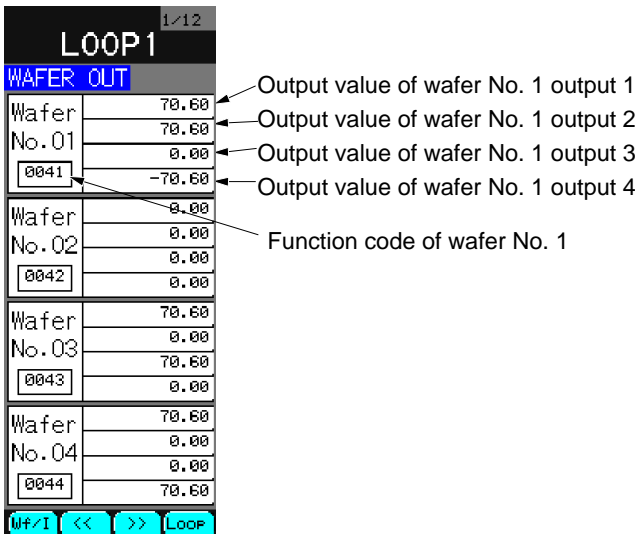 1/12
LOOP1
WAFER OUT
Wafer No.01
0041
70.60
70.60
0.00
-70.60
Output value of wafer No. 1 output 1
Output value of wafer No. 1 output 2
Output value of wafer No. 1 output 3
Output value of wafer No. 1 output 4
Function code of wafer No. 1
Wafer No.02
0042
0.00
0.00
0.00
0.00
Wafer No.03
0043
70.60
0.00
70.60
0.00
Wafer No.04
0044
70.60
0.00
0.00
70.60
Wf/I << >> Loop